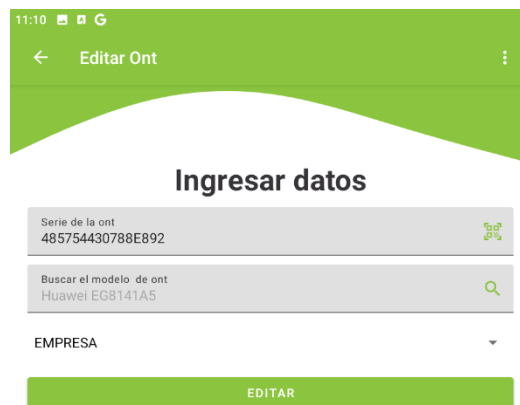 11:10 G
Editar Ont
Ingresar datos
Serie de la ont
485754430788E892
Buscar el modelo de ont
Huawei EG8141A5
EMPRESA
EDITAR